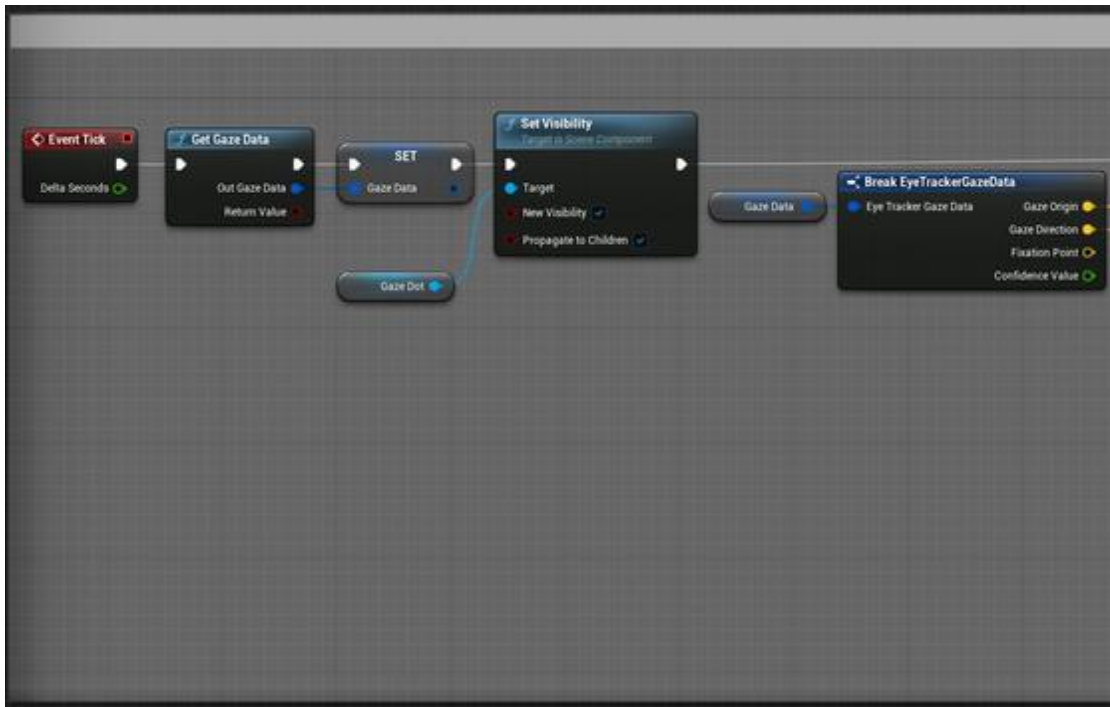 Event Tick
Delta Seconds
Get Gaze Data
Out Gaze Data
Return Value
SET
Gaze Data
Gaze Dot
Set Visibility
Target is Scene Component
Target
New Visibility
Propagate to Children
Gaze Data
Break EyeTrackerGazeData
Eye Tracker Gaze Data Gaze Origin
Gaze Direction
Fixation Point
Confidence Value